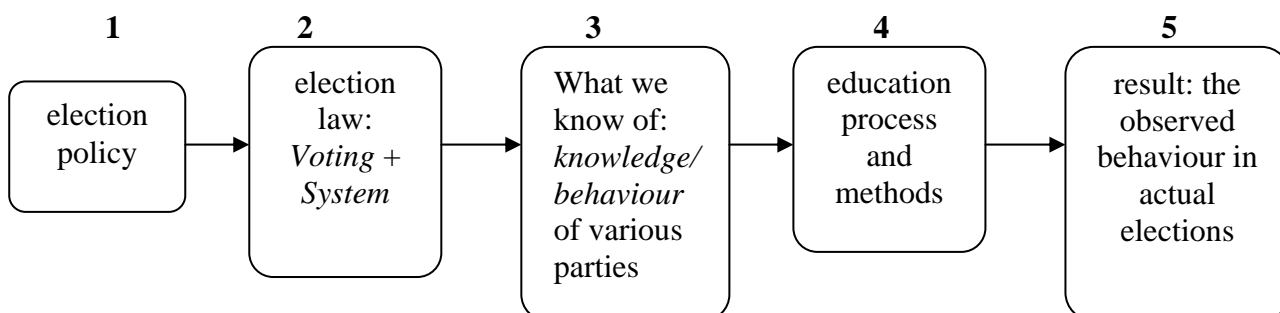 1
election
policy
2
election
law:
Voting +
System
3
What we
know of:
knowledge/
behaviour
of various
parties
4
education
process
and
methods
5
result: the
observed
behaviour in
actual
elections